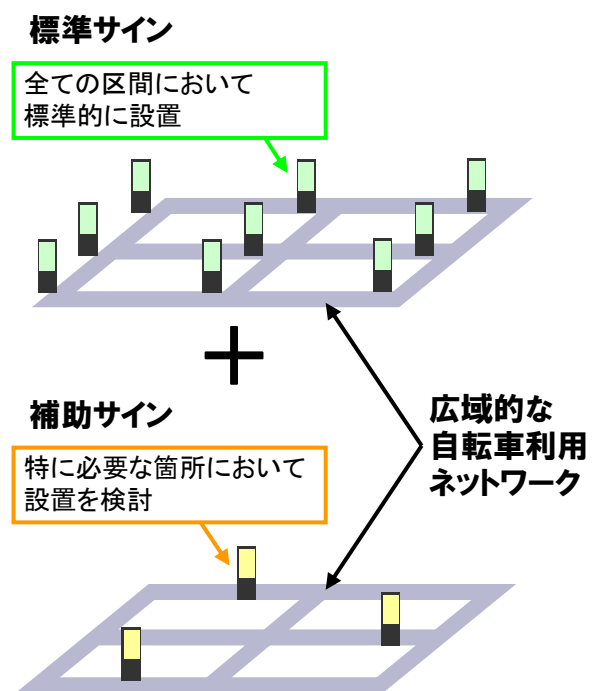 標準サイン
全ての区間において
標準的に設置
+
補助サイン
特に必要な箇所において
設置を検討
広域的な
自転車利用
ネットワーク